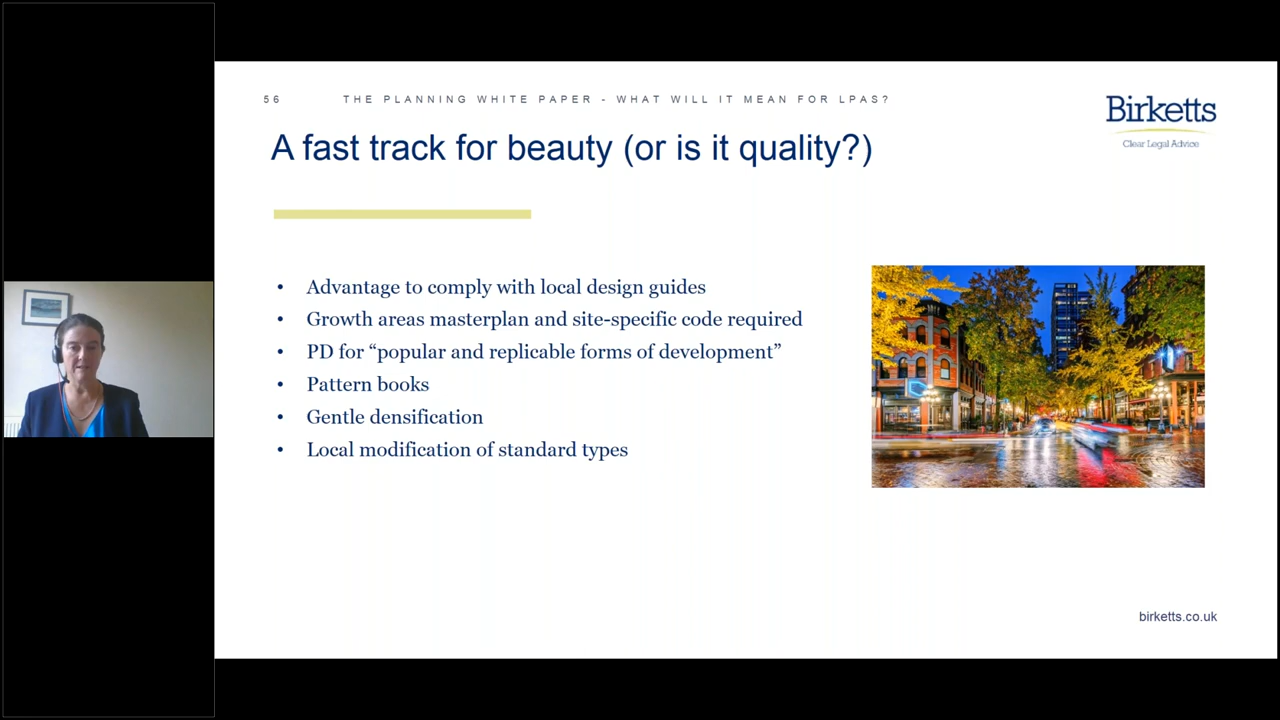 56 THE PLANNING WHITE PAPER - WHAT WILL IT MEAN FOR LPAS?
Birketts
Clear Legal Advice
A fast track for beauty (or is it quality?)
• Advantage to comply with local design guides
• Growth areas masterplan and site-specific code required
• PD for “popular and replicable forms of development”
• Pattern books
• Gentle densification
• Local modification of standard types
birketts.co.uk